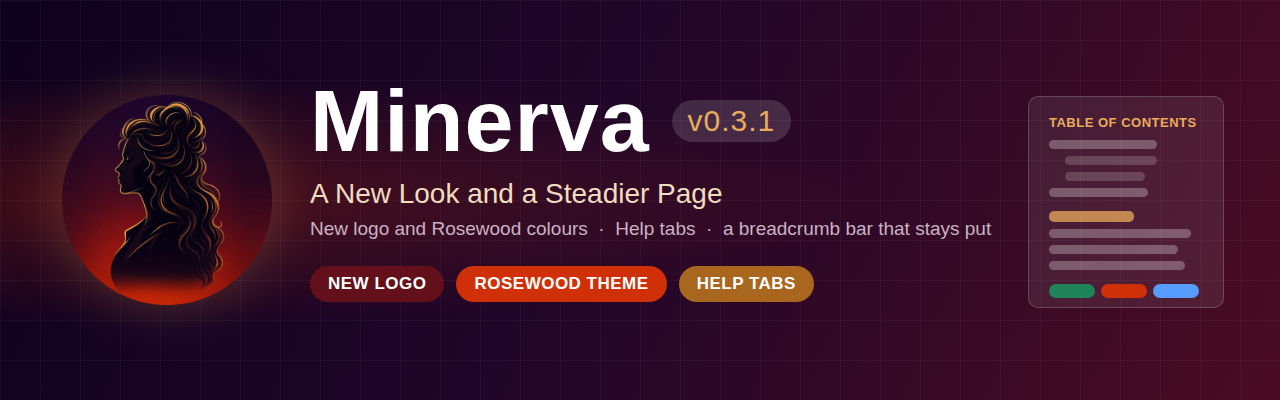 Minerva v0.3.1
A New Look and a Steadier Page
New logo and Rosewood colours · Help tabs · a breadcrumb bar that stays put
NEW LOGO ROSEWOOD THEME HELP TABS
TABLE OF CONTENTS